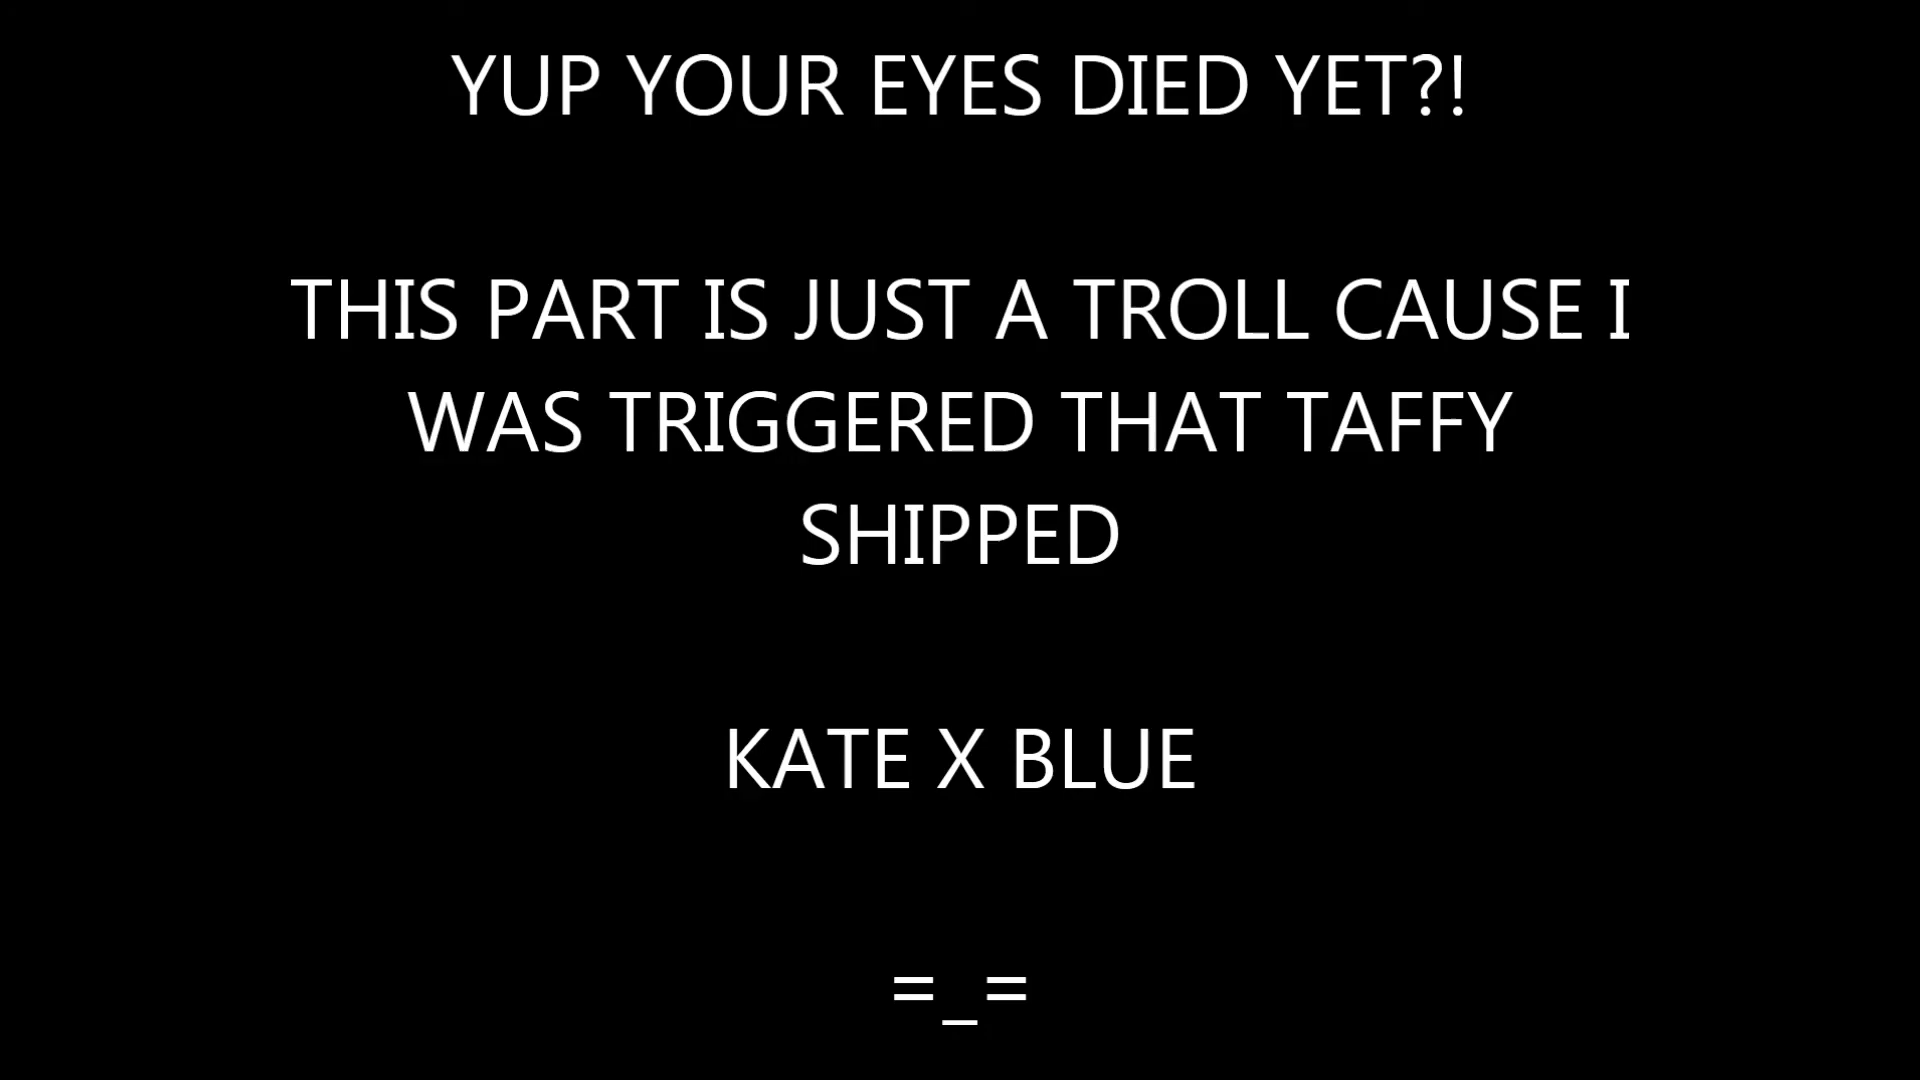 YUP YOUR EYES DIED YET?!
THIS PART IS JUST A TROLL CAUSE I
WAS TRIGGERED THAT TAFFY
SHIPPED
KATE X BLUE
=_=